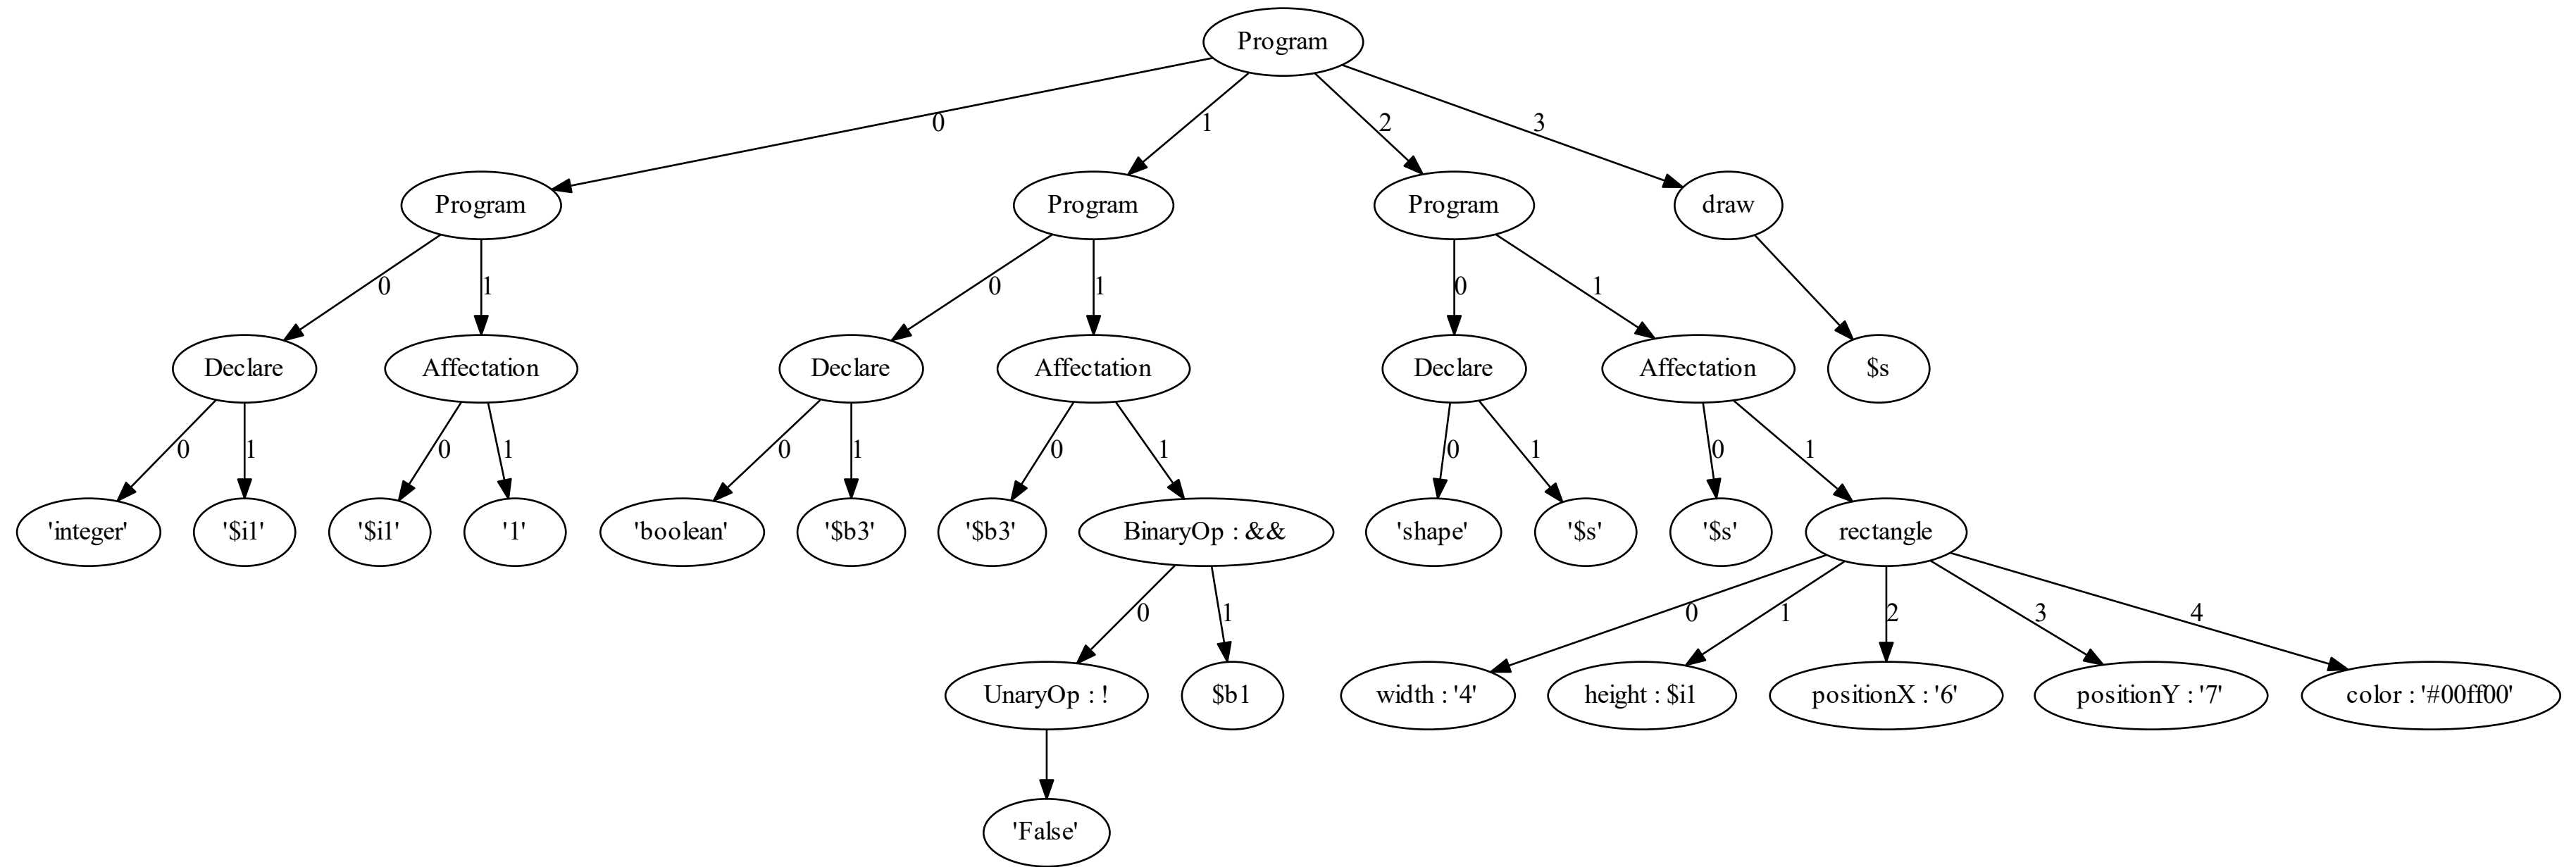 Program
0
1
2
3
Program
Program
Program
draw
0
1
0
1
0
1
Declare
Affectation
Declare
Affectation
Declare
Affectation
$s
0
1
0
1
0
1
0
1
0
1
0
1
'integer'
'$i1'
'$i1'
'1'
'boolean'
'$b3'
'$b3'
BinaryOp : &&
'shape'
'$s'
'$s'
rectangle
0
1
0
1
2
3
4
UnaryOp : !
$b1
width : '4'
height : $i1
positionX : '6'
positionY : '7'
color : '#00ff00'
'False'